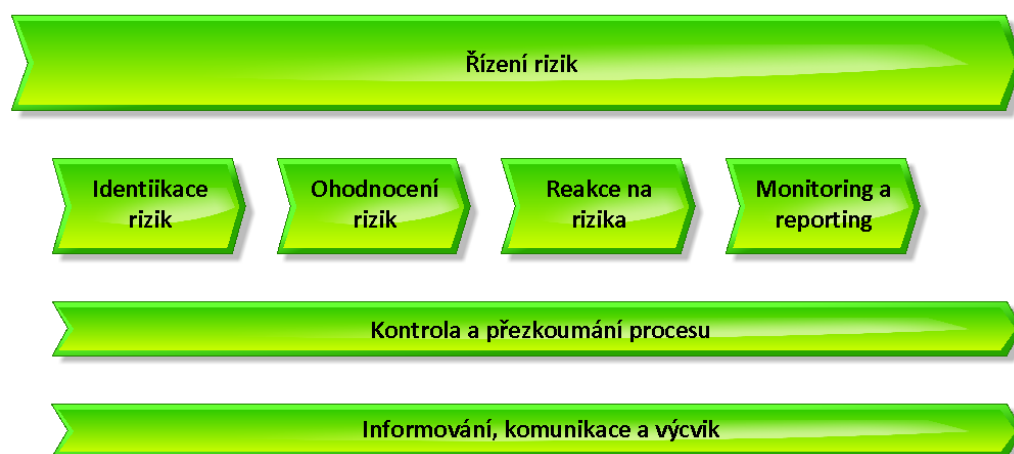 Řízení rizik
Identiikace
rizik
Ohodnocení
rizik
Reakce na
rizika
Monitoring a
reporting
Kontrola a přezkoumání procesu
Informování, komunikace a výcvik